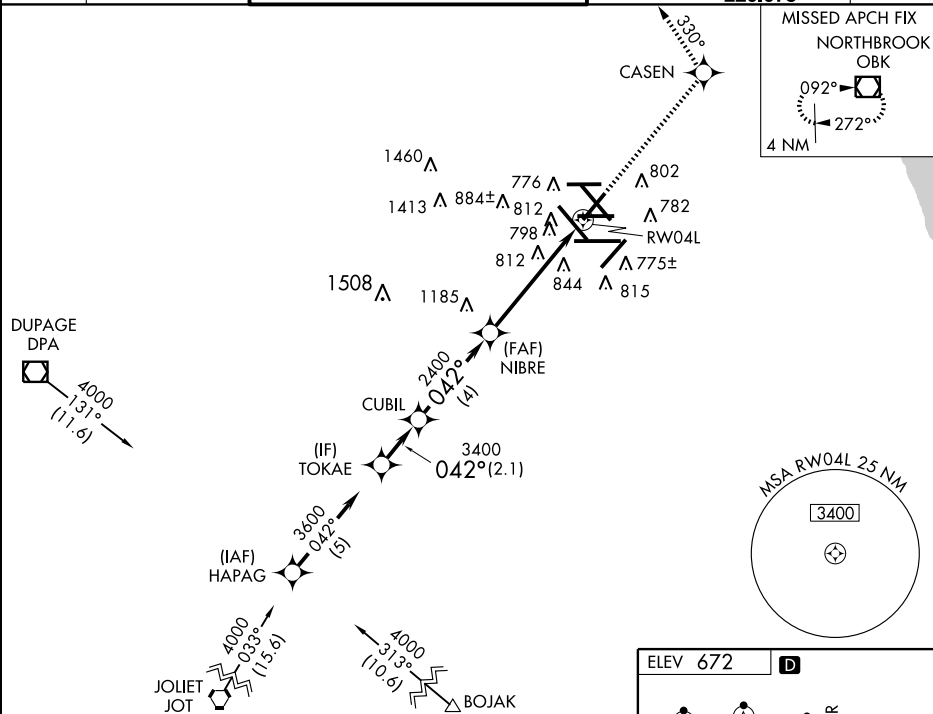 MISSED APCH FIX
NORTHBROOK
OBK
092°
272°
4 NM
330°
CASEN
1460
776
802
1413
884±
812
782
798
RW04L
812
775±
844
815
1508
1185
DUPAGE
DPA
(FAF)
NIBRE
4000
131°
(11.6)
2400
042°
(4)
CUBIL
(IF)
TOKAE
3400
042° (2.1)
MSA RW04L 25 NM
3400
3600
042°
(5)
(IAF)
HAPAG
4000
033°
(15.6)
4000
313°
(10.6)
JOLIET
JOT
BOJAK
ELEV 672
D
R